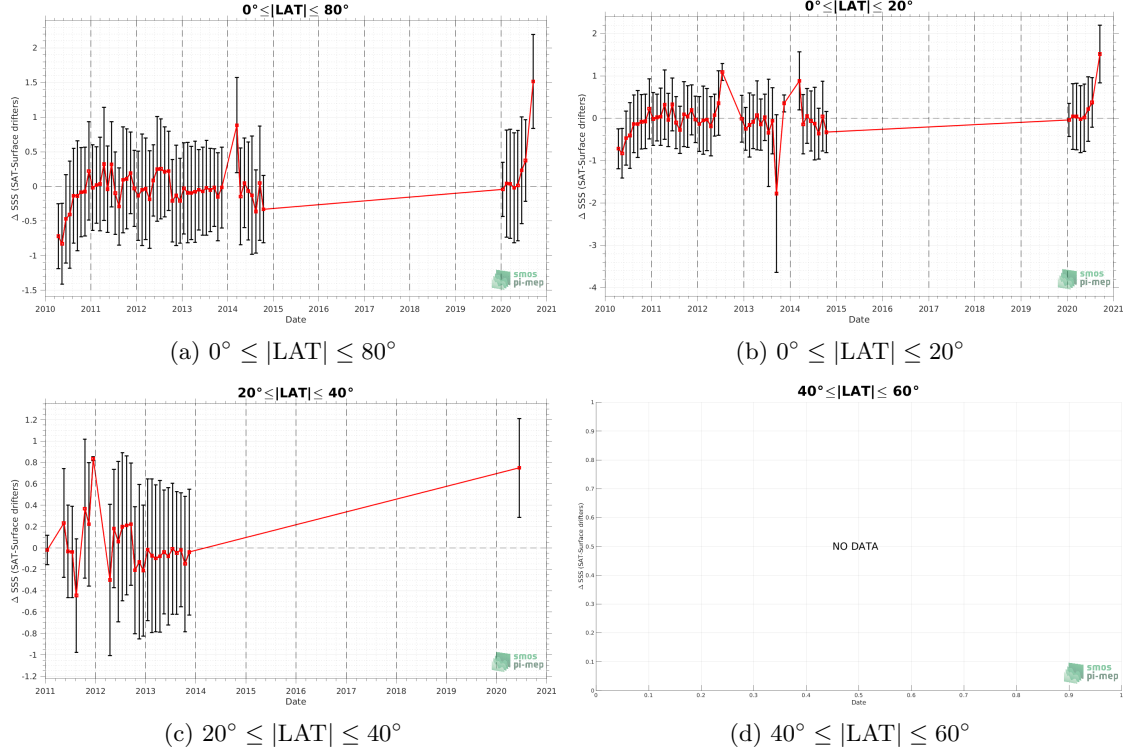 0°≤|LAT|≤ 80°
2
1.5
1
0.5
0
-0.5
-1
-1.5
Δ SSS (SAT-Surface drifters)
2010 2011 2012 2013 2014 2015 2016 2017 2018 2019 2020 2021
Date
smos
pi-mep
(a) 0° ≤ |LAT| ≤ 80°
0°≤|LAT|≤ 20°
2
1
0
-1
-2
-3
-4
Δ SSS (SAT-Surface drifters)
2010 2011 2012 2013 2014 2015 2016 2017 2018 2019 2020 2021
Date
smos
pi-mep
(b) 0° ≤ |LAT| ≤ 20°
20°≤|LAT|≤ 40°
1.2
1
0.8
0.6
0.4
0.2
0
-0.2
-0.4
-0.6
-0.8
-1
-1.2
Δ SSS (SAT-Surface drifters)
2011 2012 2013 2014 2015 2016 2017 2018 2019 2020 2021
Date
smos
pi-mep
(c) 20° ≤ |LAT| ≤ 40°
40°≤|LAT|≤ 60°
1
0.9
0.8
0.7
0.6
0.5
0.4
0.3
0.2
0.1
0
Δ SSS (SAT-Surface drifters)
NO DATA
0 0.1 0.2 0.3 0.4 0.5 0.6 0.7 0.8 0.9 1
Date
smos
pi-mep
(d) 40° ≤ |LAT| ≤ 60°